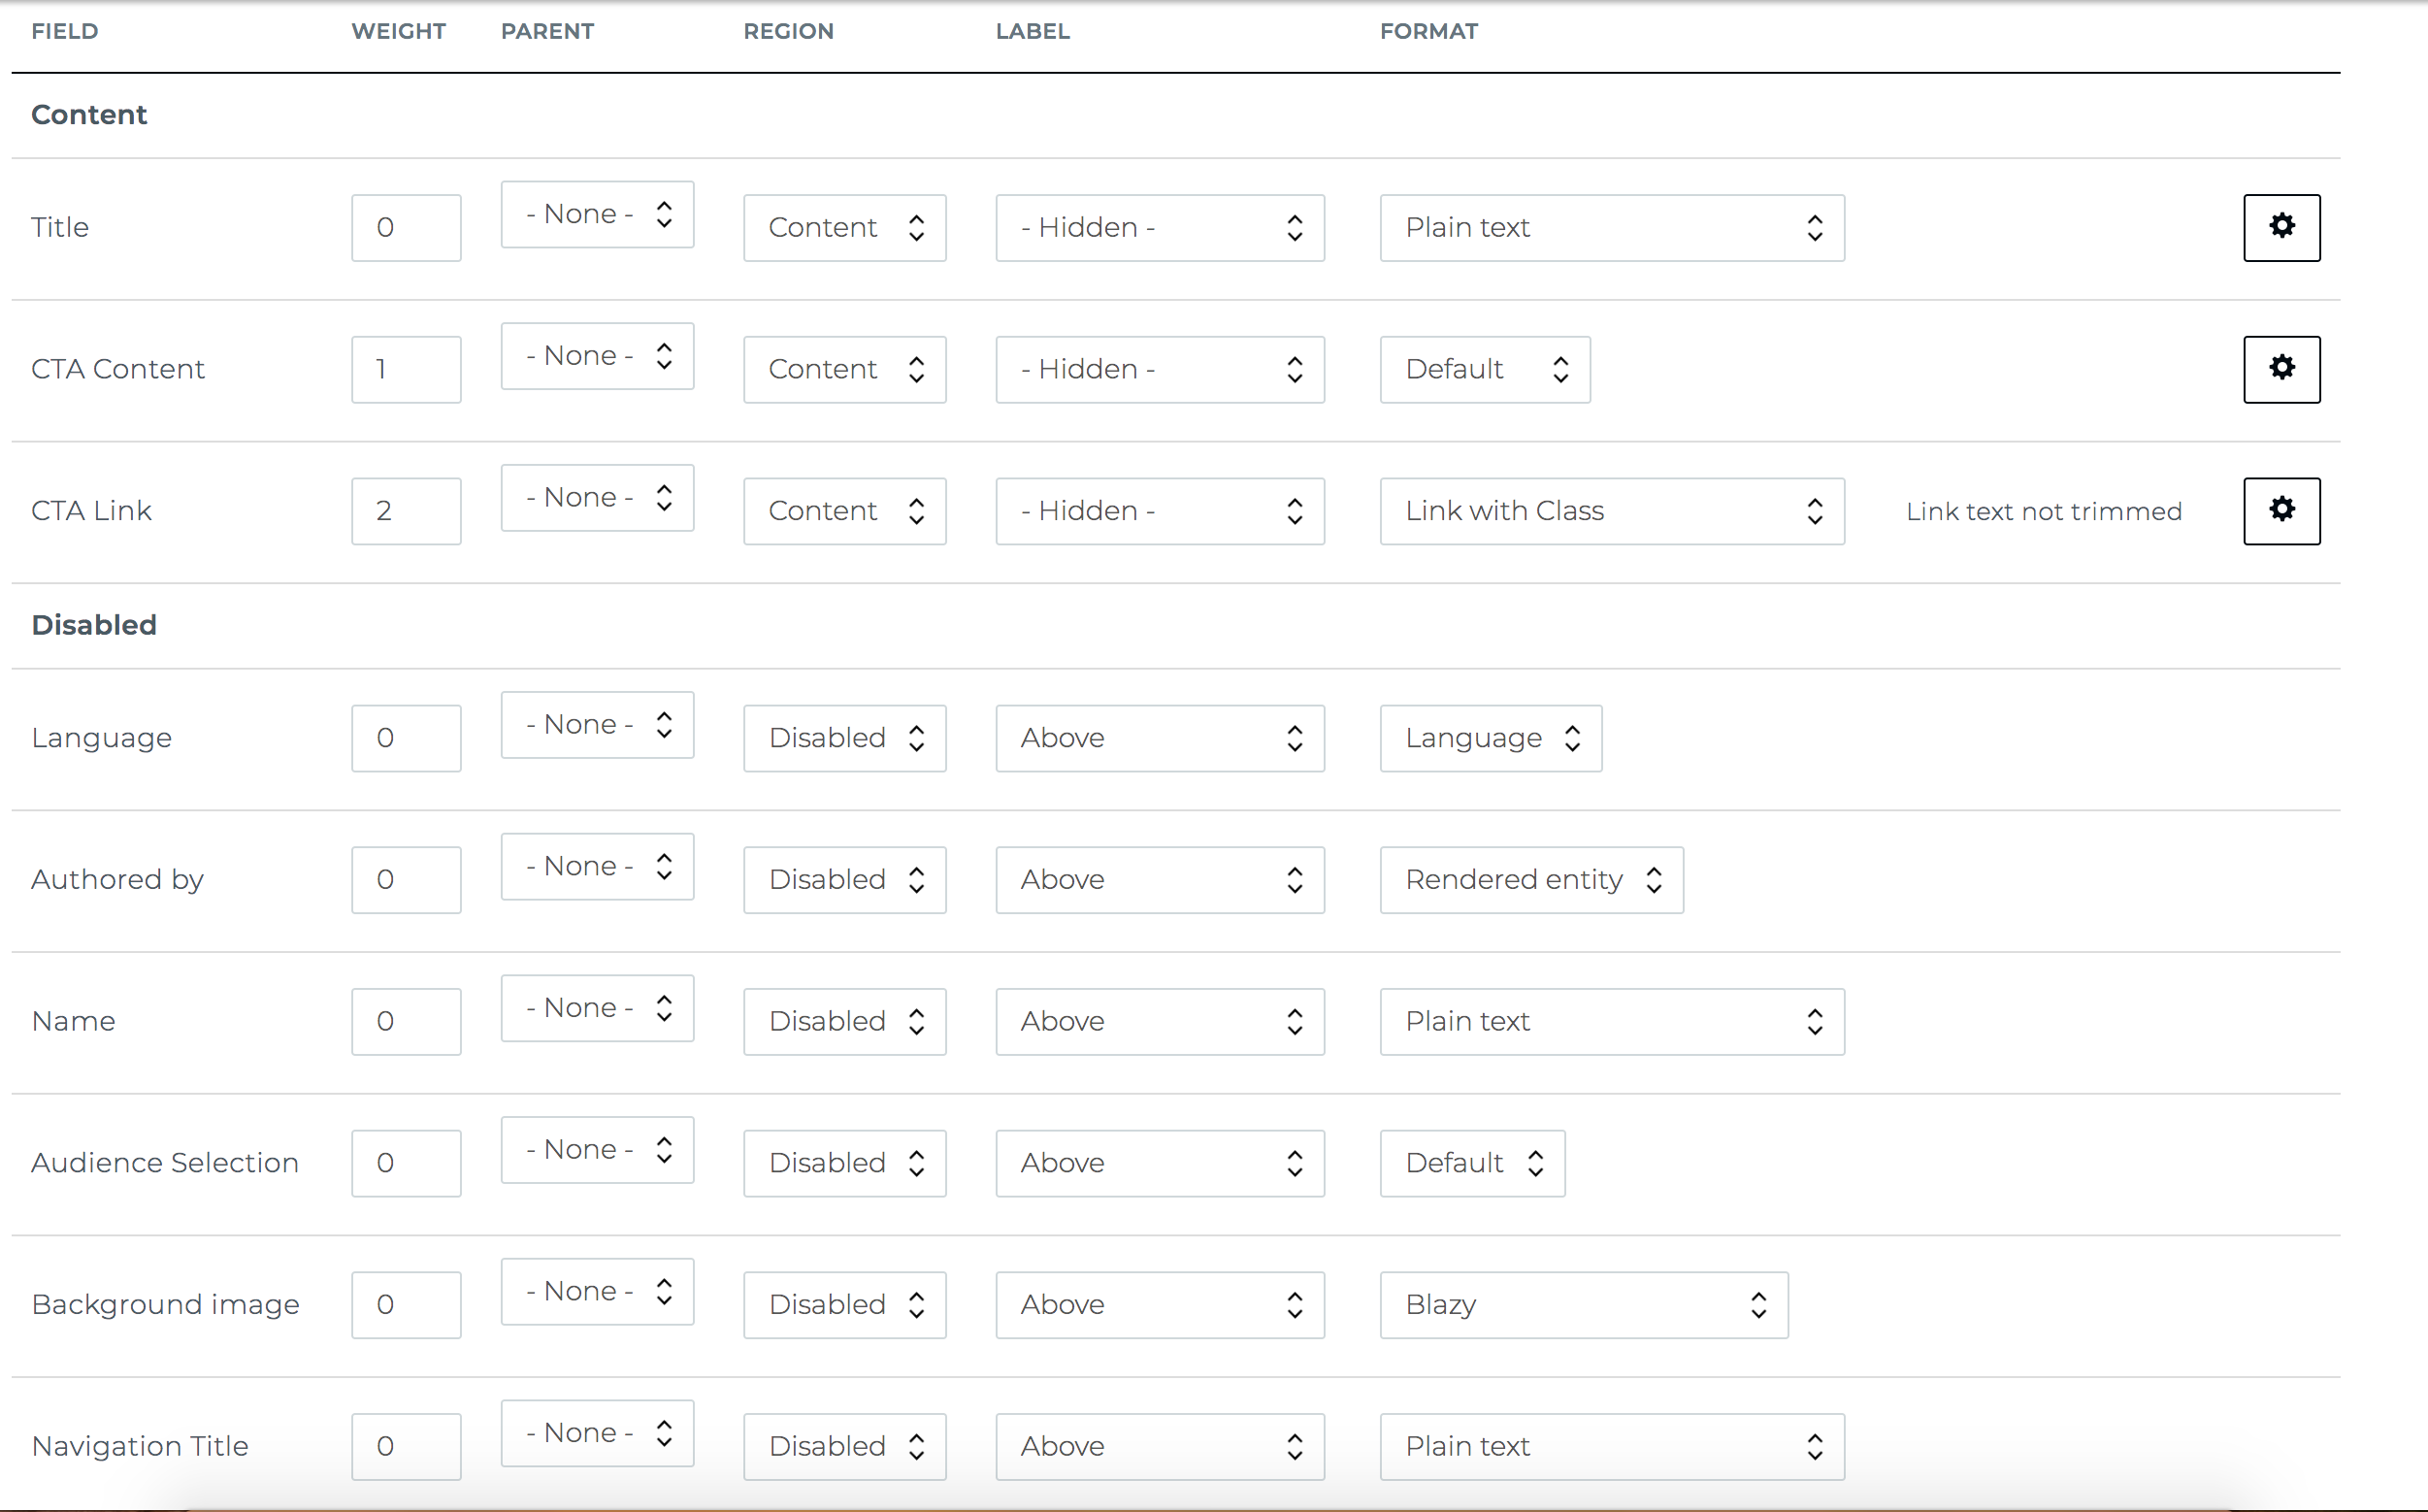 FIELD WEIGHT PARENT REGION LABEL FORMAT
Content
Title 0 - None - Content - Hidden - Plain text
CTA Content 1 - None - Content - Hidden - Default
CTA Link 2 - None - Content - Hidden - Link with Class Link text not trimmed
Disabled
Language 0 - None - Disabled Above Language
Authored by 0 - None - Disabled Above Rendered entity
Name 0 - None - Disabled Above Plain text
Audience Selection 0 - None - Disabled Above Default
Background image 0 - None - Disabled Above Blazy
Navigation Title 0 - None - Disabled Above Plain text